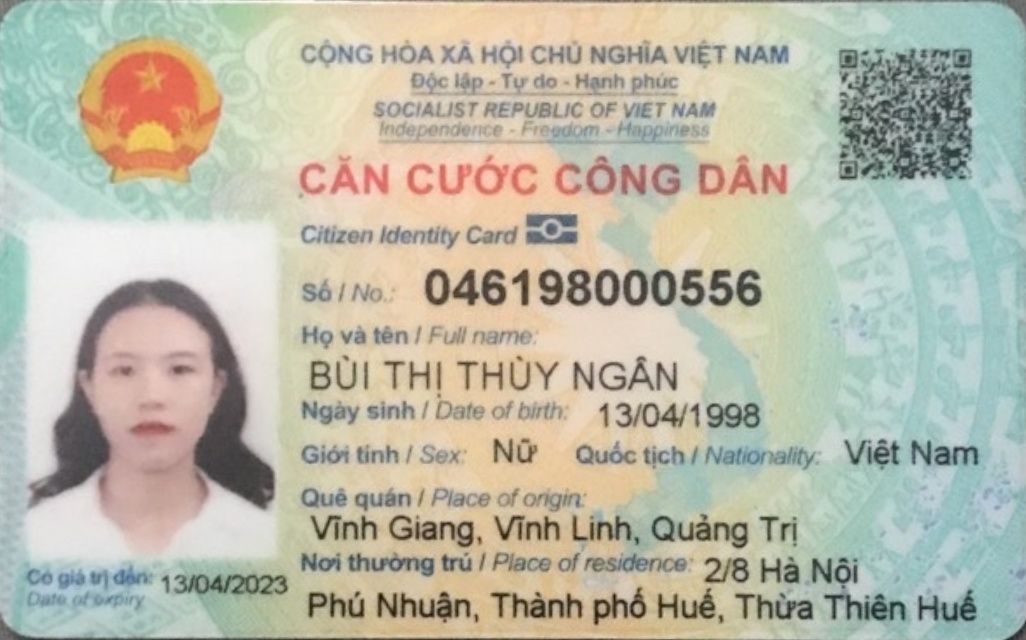 CỘNG HÒA XÃ HỘI CHỦ NGHĨA VIỆT NAM
Độc lập - Tự do - Hạnh phúc
SOCIALIST REPUBLIC OF VIET NAM
Independence - Freedom - Happiness
CĂN CƯỚC CÔNG DÂN
Citizen Identity Card
Số / No.: 046198000556
Họ và tên / Full name:
BÙI THỊ THÙY NGÂN
Ngày sinh / Date of birth: 13/04/1998
Giới tính / Sex: Nữ Quốc tịch / Nationality: Việt Nam
Quê quán / Place of origin:
Vĩnh Giang, Vĩnh Linh, Quảng Trị
Nơi thường trú / Place of residence: 2/8 Hà Nội
Phú Nhuận, Thành phố Huế, Thừa Thiên Huế
Có giá trị đến: 13/04/2023
Date of expiry